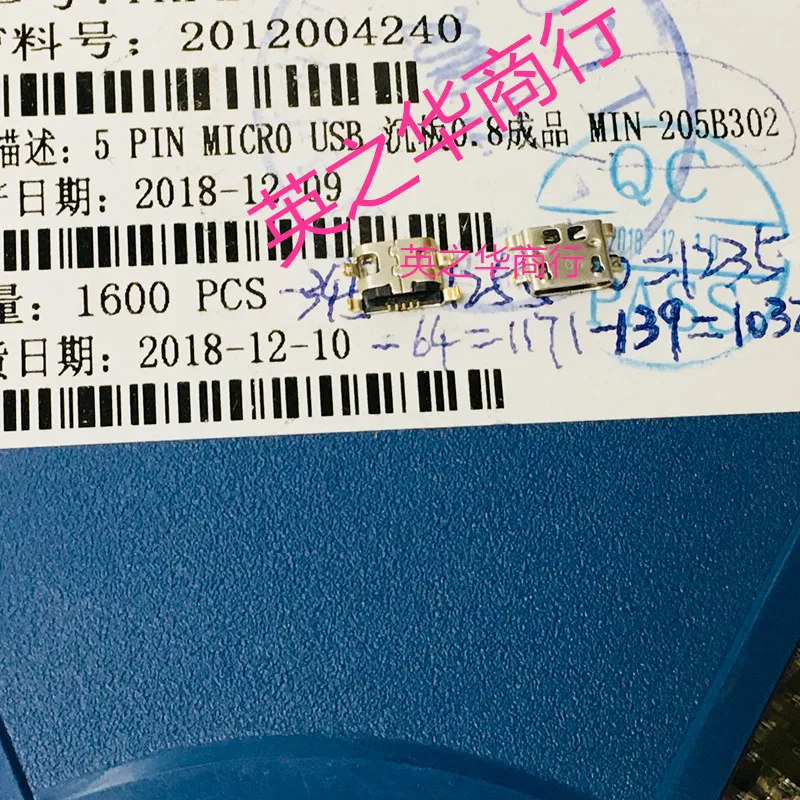 料号: 2012004240
描述: 5 PIN MICRO USB 沉板0.8成品 MIN-205B302
日期: 2018-12-09
量: 1600 PCS
日期: 2018-12-10
英之华商行
英之华商行
QC
2018.12.10
PASS
=1235
-64=1171-139=103